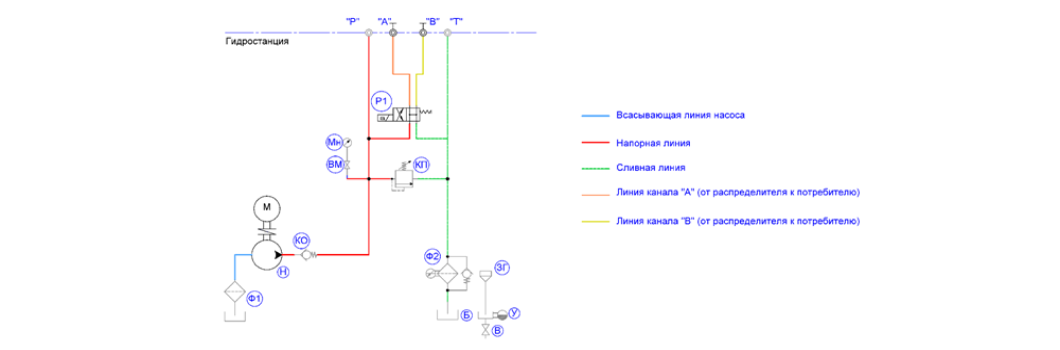 "P" "А" "В" "Т"
Гидростанция
Р1
Мн
ВМ
КП
М
КО
Н
Ф1
Ф2
ЗГ
Б
У
В
Всасывающая линия насоса
Напорная линия
Сливная линия
Линия канала "А" (от распределителя к потребителю)
Линия канала "В" (от распределителя к потребителю)